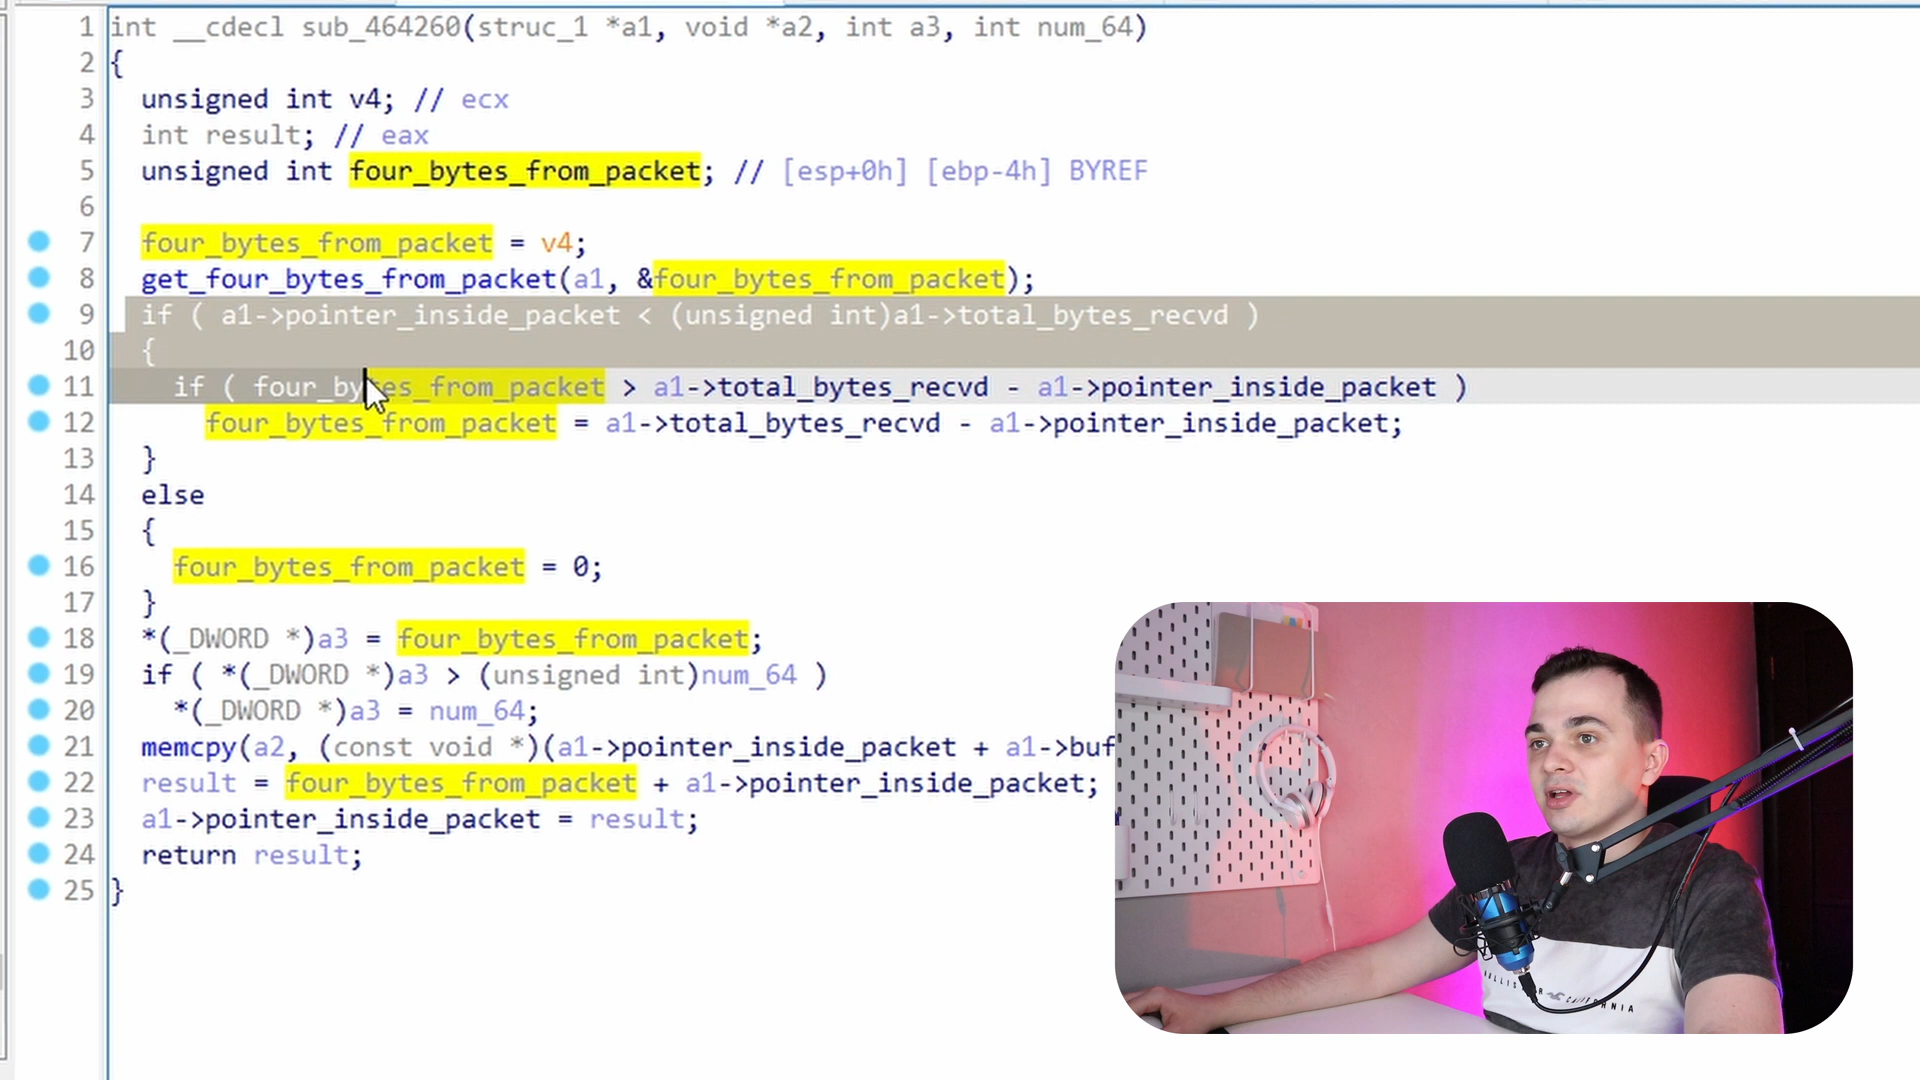 1 int __cdecl sub_464260(struc_1 *a1, void *a2, int a3, int num_64)
2 {
3 unsigned int v4; // ecx
4 int result; // eax
5 unsigned int four_bytes_from_packet; // [esp+0h] [ebp-4h] BYREF
6
7 four_bytes_from_packet = v4;
8 get_four_bytes_from_packet(a1, &four_bytes_from_packet);
9 if ( a1->pointer_inside_packet < (unsigned int)a1->total_bytes_recvd )
10 {
11 if ( four_bytes_from_packet > a1->total_bytes_recvd - a1->pointer_inside_packet )
12 four_bytes_from_packet = a1->total_bytes_recvd - a1->pointer_inside_packet;
13 }
14 else
15 {
16 four_bytes_from_packet = 0;
17 }
18 *(_DWORD *)a3 = four_bytes_from_packet;
19 if ( *(_DWORD *)a3 > (unsigned int)num_64 )
20 *(_DWORD *)a3 = num_64;
21 memcpy(a2, (const void *)(a1->pointer_inside_packet + a1->buf
22 result = four_bytes_from_packet + a1->pointer_inside_packet;
23 a1->pointer_inside_packet = result;
24 return result;
25 }